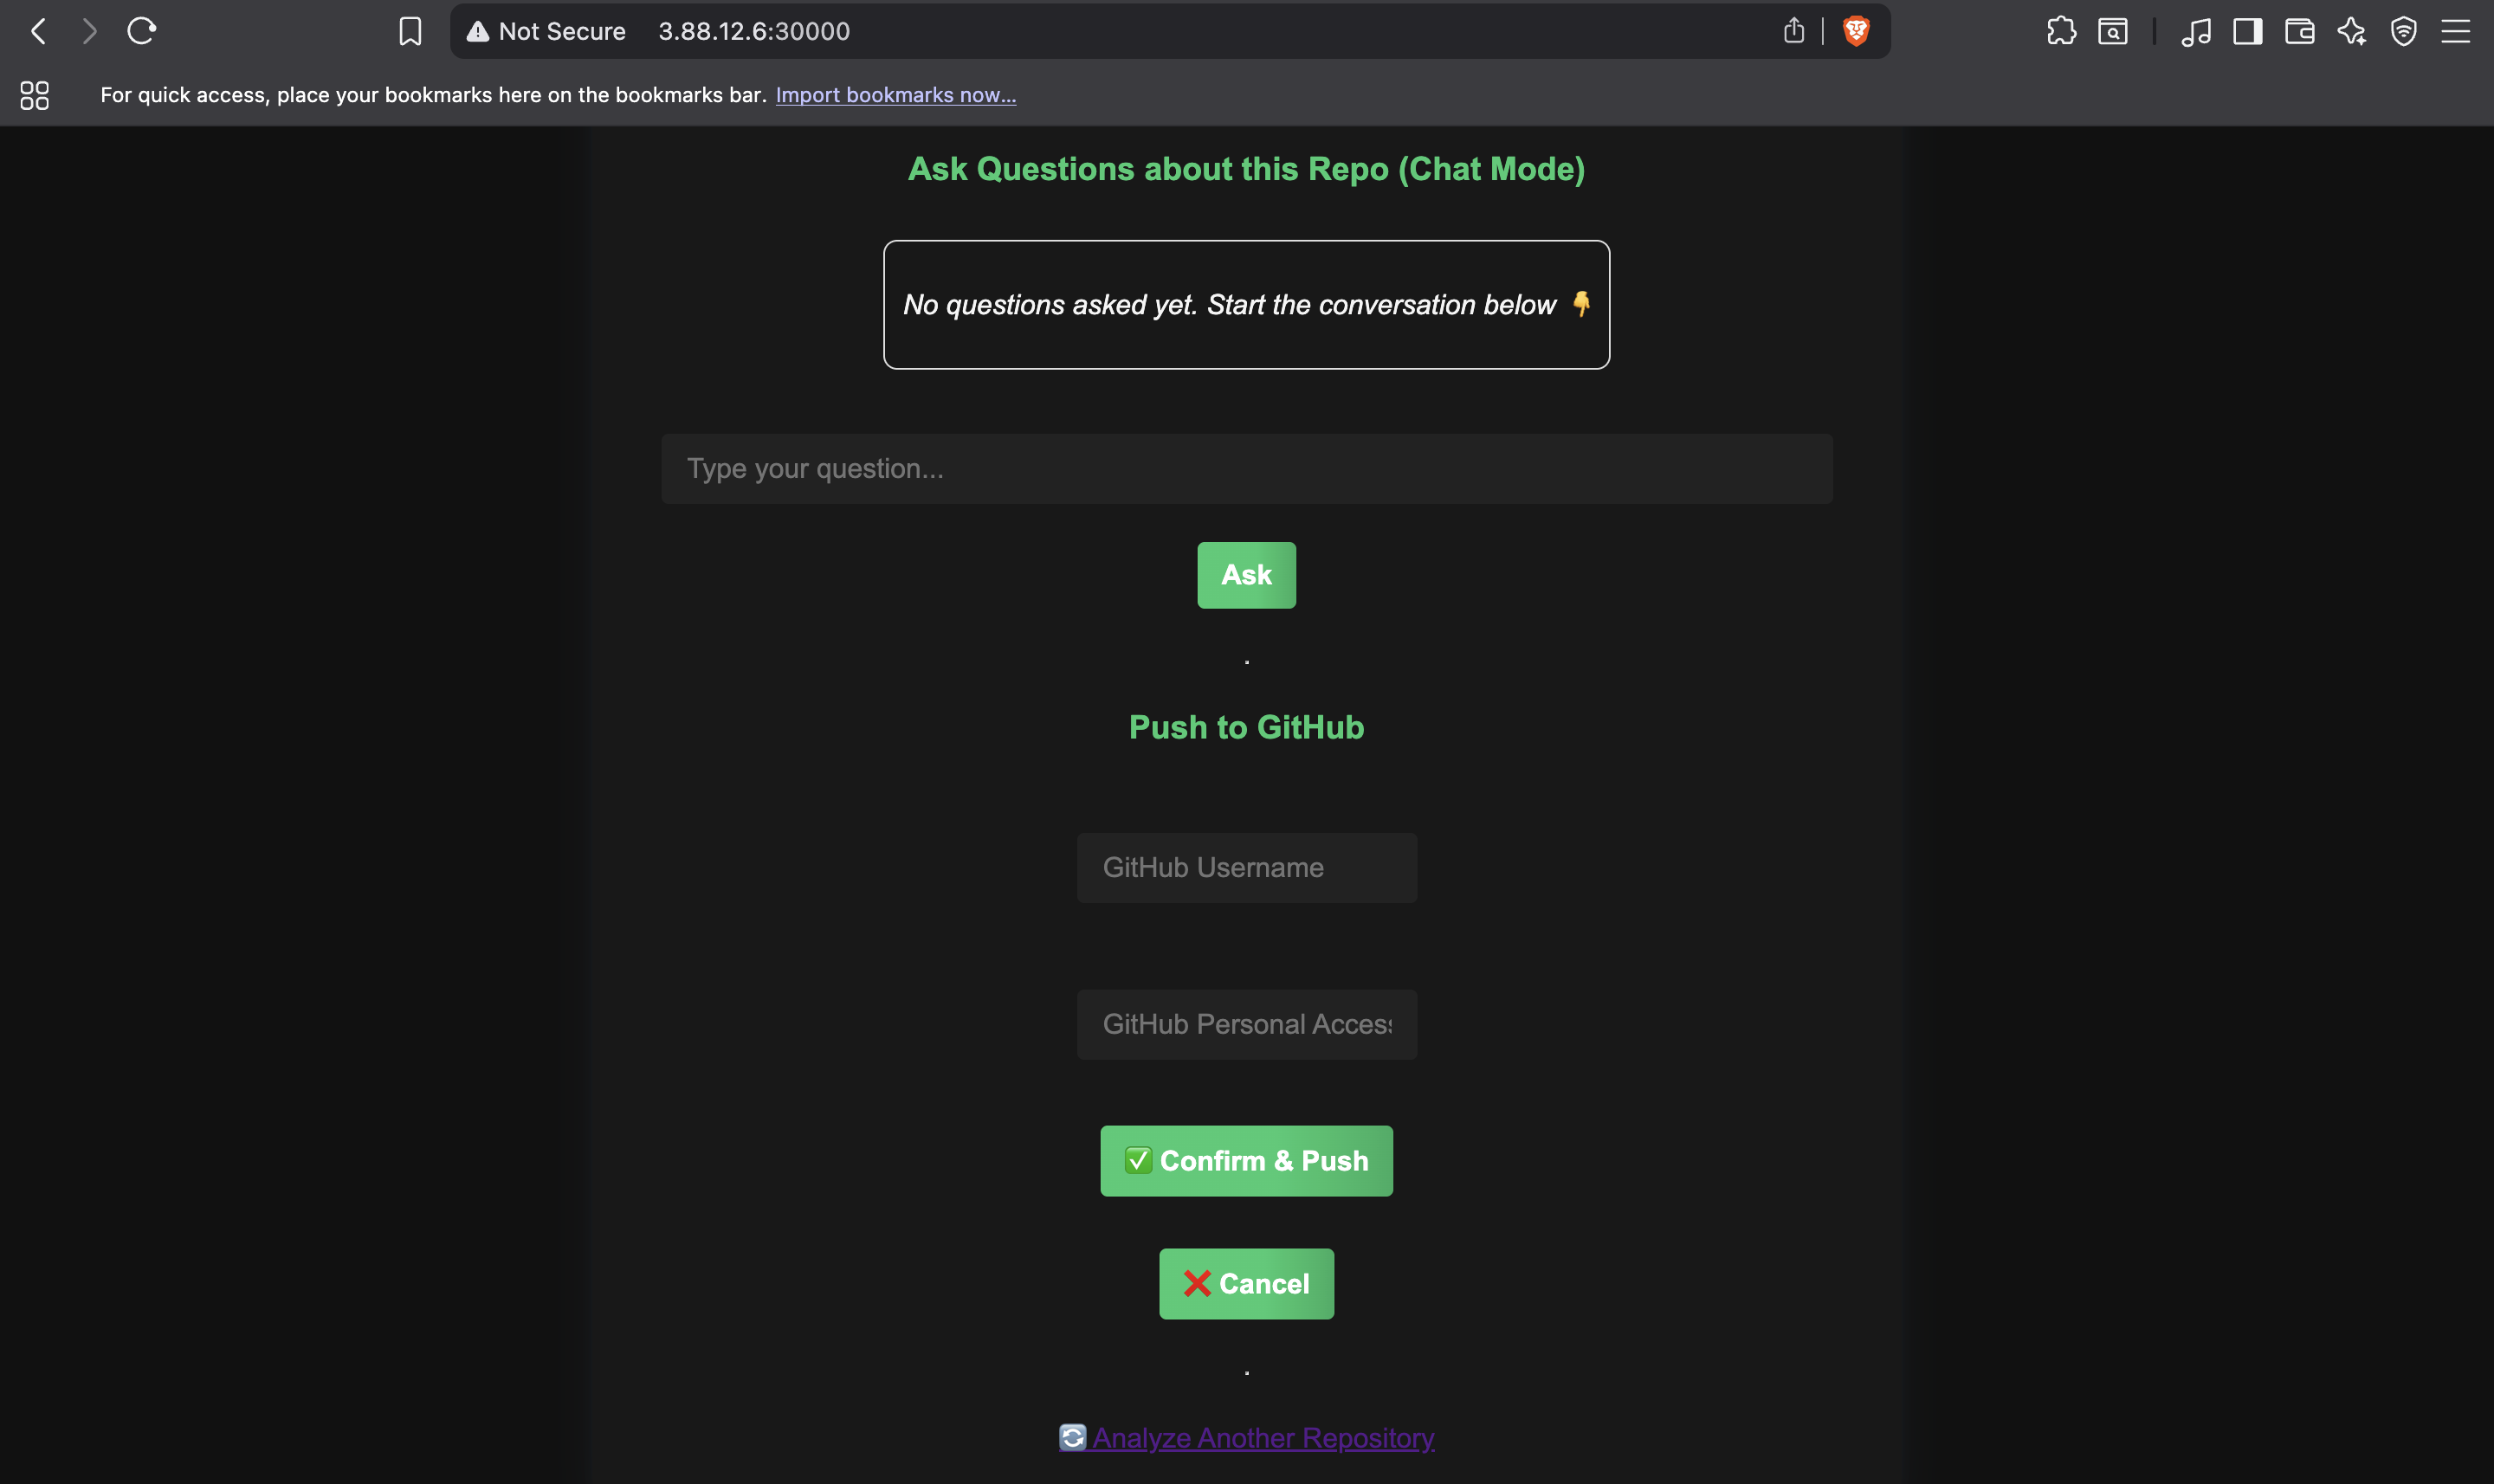 Not Secure 3.88.12.6:30000
For quick access, place your bookmarks here on the bookmarks bar. Import bookmarks now...
Ask Questions about this Repo (Chat Mode)
No questions asked yet. Start the conversation below 👇
Type your question...
Ask
Push to GitHub
GitHub Username
GitHub Personal Access
✅ Confirm & Push
❌ Cancel
🔄 Analyze Another Repository